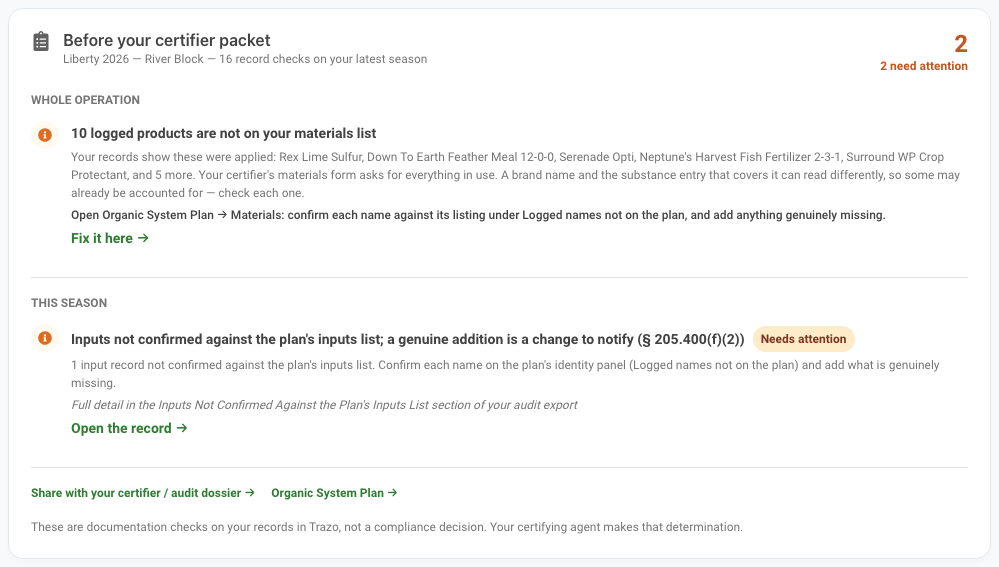 Before your certifier packet
Liberty 2026 — River Block — 16 record checks on your latest season
2
2 need attention
WHOLE OPERATION
10 logged products are not on your materials list
Your records show these were applied: Rex Lime Sulfur, Down To Earth Feather Meal 12-0-0, Serenade Opti, Neptune's Harvest Fish Fertilizer 2-3-1, Surround WP Crop
Protectant, and 5 more. Your certifier's materials form asks for everything in use. A brand name and the substance entry that covers it can read differently, so some may
already be accounted for — check each one.
Open Organic System Plan → Materials: confirm each name against its listing under Logged names not on the plan, and add anything genuinely missing.
Fix it here →
THIS SEASON
Inputs not confirmed against the plan's inputs list; a genuine addition is a change to notify (§ 205.400(f)(2)) Needs attention
1 input record not confirmed against the plan's inputs list. Confirm each name on the plan's identity panel (Logged names not on the plan) and add what is genuinely
missing.
Full detail in the Inputs Not Confirmed Against the Plan's Inputs List section of your audit export
Open the record →
Share with your certifier / audit dossier → Organic System Plan →
These are documentation checks on your records in Trazo, not a compliance decision. Your certifying agent makes that determination.